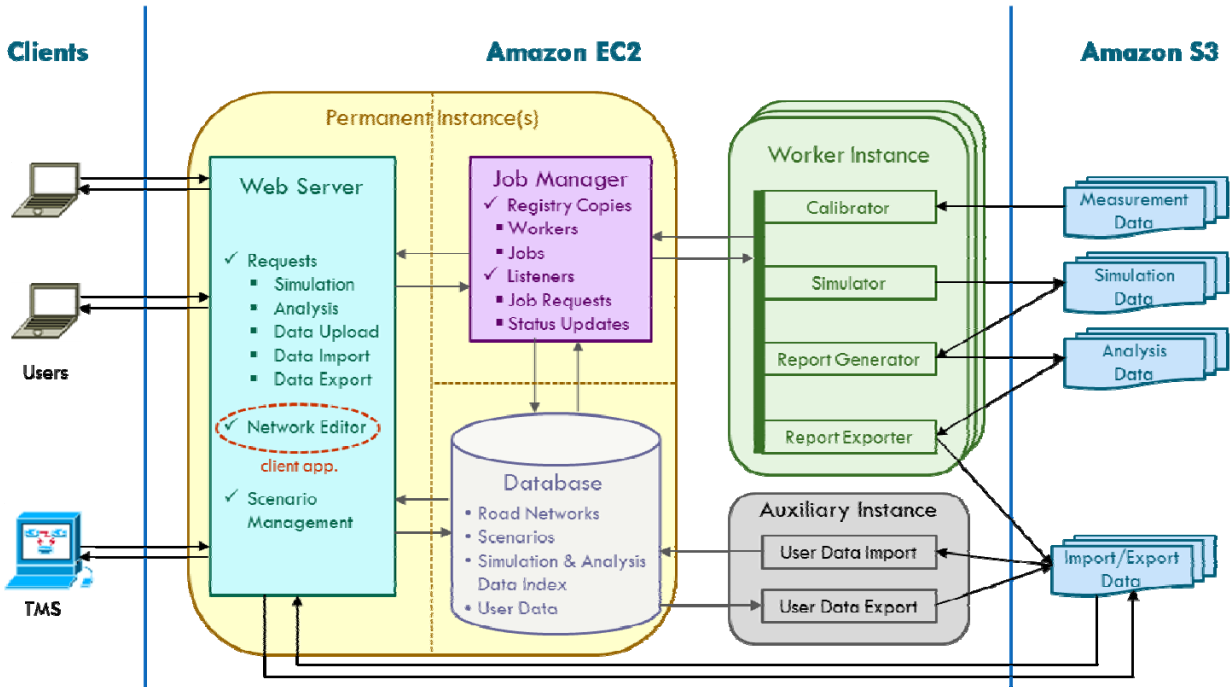 Clients
Amazon EC2
Amazon S3
Permanent Instance(s)
Web Server
✓ Requests
▪ Simulation
▪ Analysis
▪ Data Upload
▪ Data Import
▪ Data Export
✓ Network Editor
client app.
✓ Scenario
Management
Job Manager
✓ Registry Copies
▪ Workers
▪ Jobs
✓ Listeners
▪ Job Requests
▪ Status Updates
Database
• Road Networks
• Scenarios
• Simulation & Analysis
Data Index
• User Data
Worker Instance
Calibrator
Simulator
Report Generator
Report Exporter
Auxiliary Instance
User Data Import
User Data Export
Measurement
Data
Simulation
Data
Analysis
Data
Import/Export
Data
Users
TMS